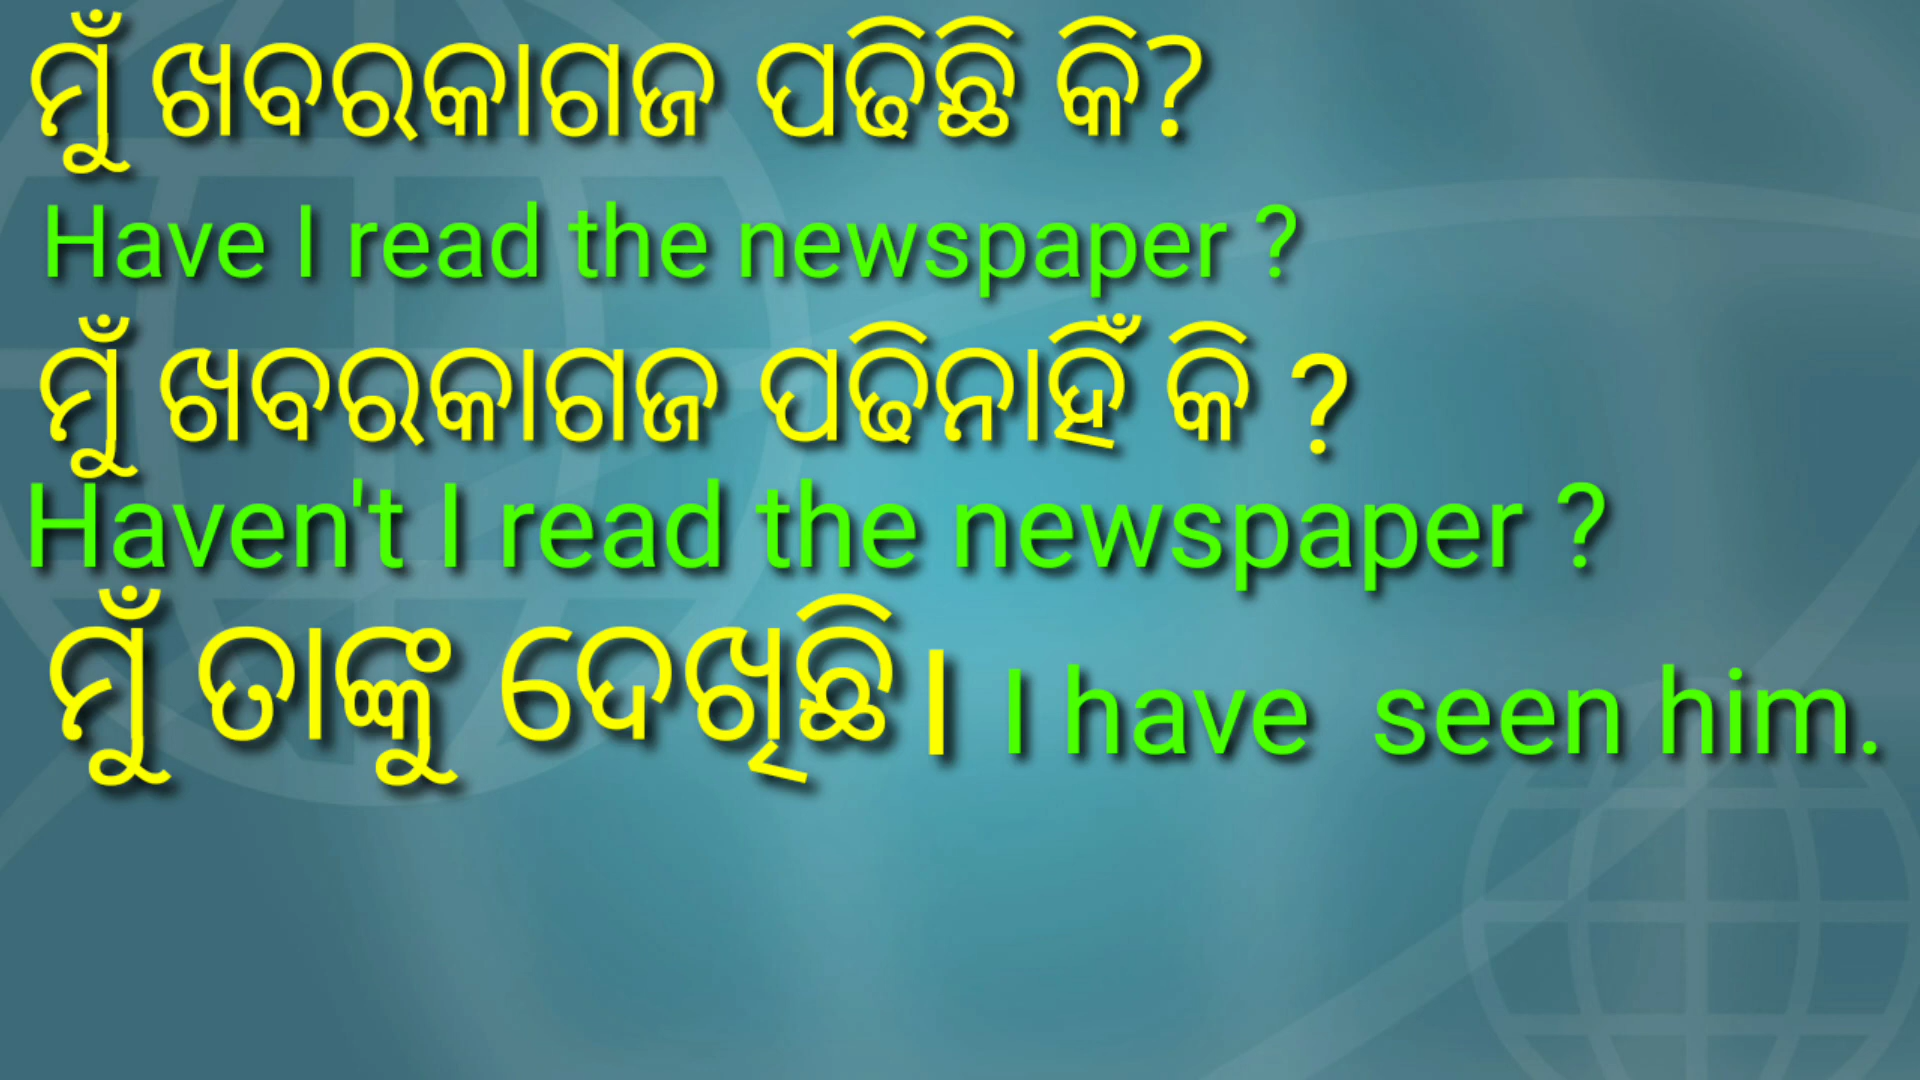 ମୁଁ ଖବରକାଗଜ ପଢିଛି କି?
Have I read the newspaper ?
ମୁଁ ଖବରକାଗଜ ପଢିନାହିଁ କି ?
Haven't I read the newspaper ?
ମୁଁ ତାଙ୍କୁ ଦେଖିଛି। I have seen him.